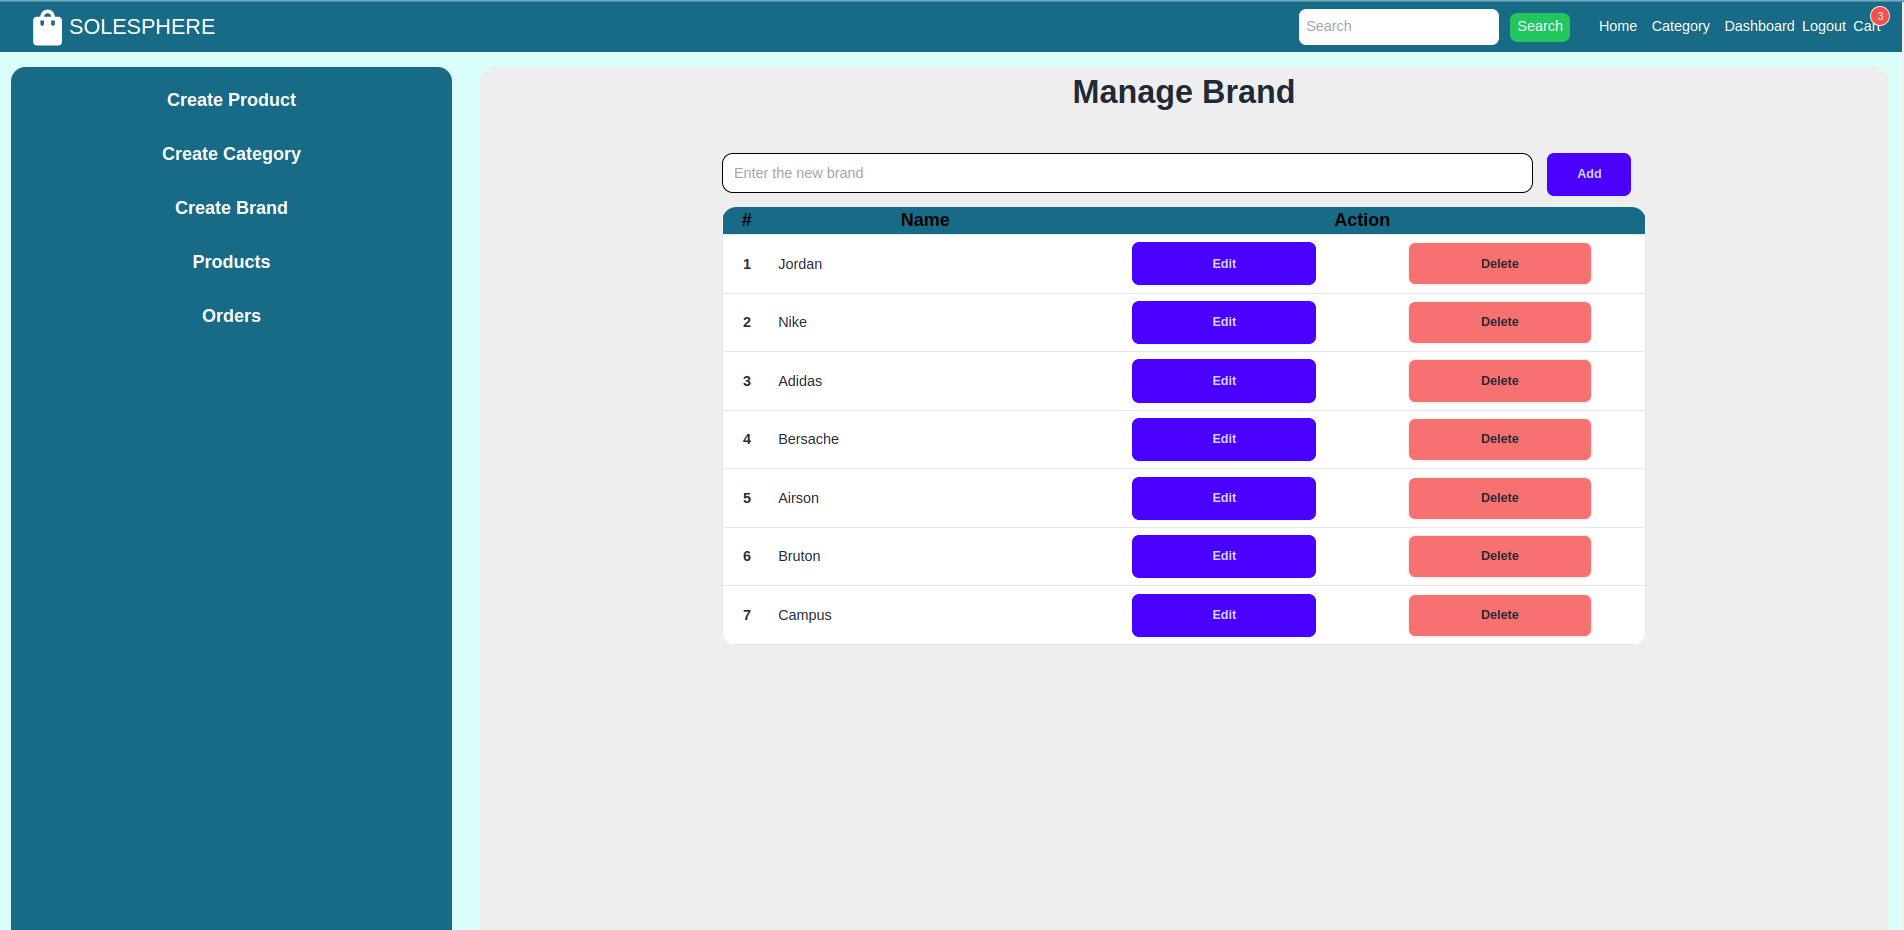 SOLESPHERE
Search
Search
Home Category Dashboard Logout Cart 3
Create Product
Create Category
Create Brand
Products
Orders
Manage Brand
Enter the new brand
Add
# Name Action
1 Jordan Edit Delete
2 Nike Edit Delete
3 Adidas Edit Delete
4 Bersache Edit Delete
5 Airson Edit Delete
6 Bruton Edit Delete
7 Campus Edit Delete